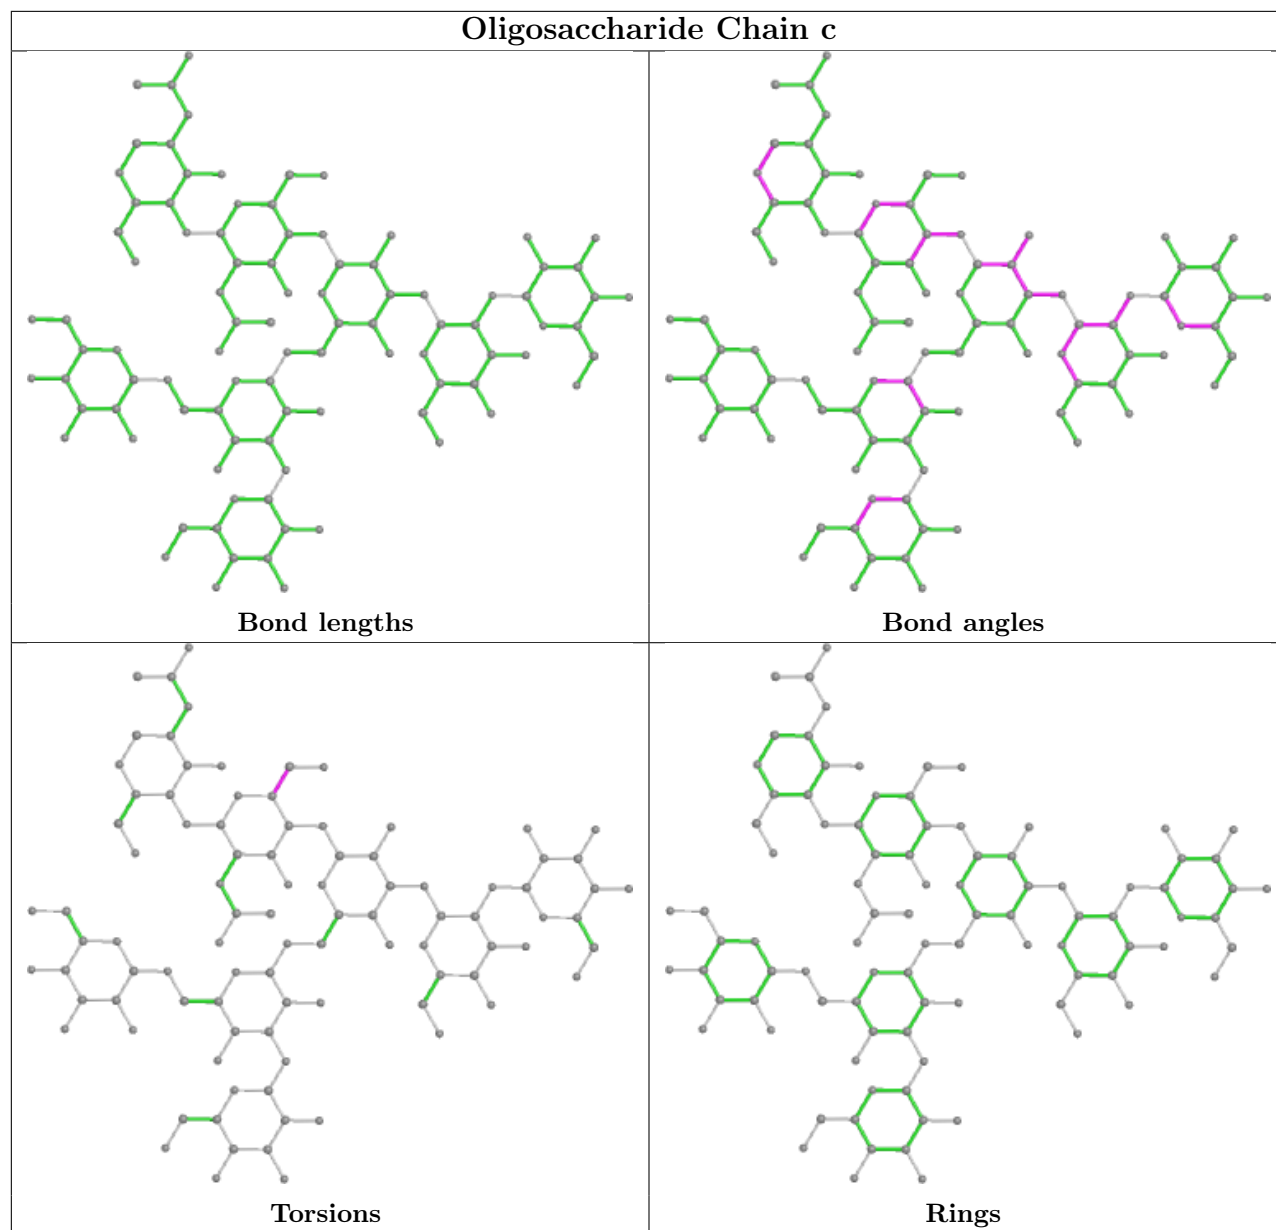 Oligosaccharide Chain c
Bond lengths
Bond angles
Torsions
Rings